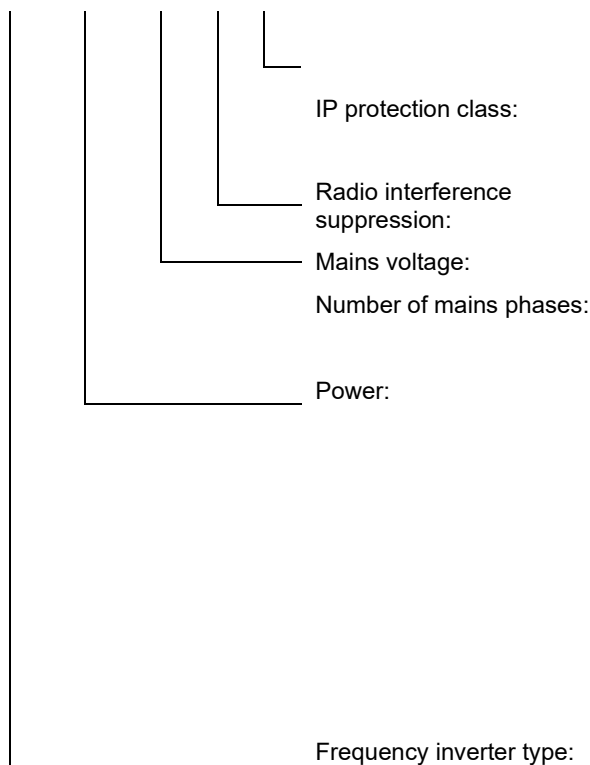 IP protection class:
Radio interference
suppression:
Mains voltage:
Number of mains phases:
Power:
Frequency inverter type: